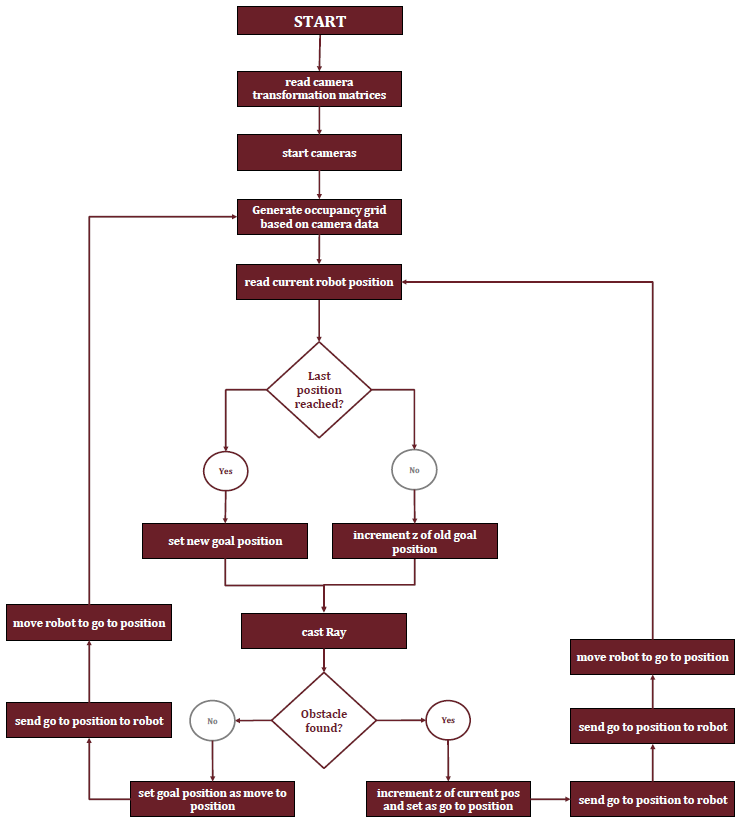 START
read camera
transformation matrices
start cameras
Generate occupancy grid
based on camera data
read current robot position
Last
position
reached?
Yes
No
set new goal position
increment z of old goal
position
cast Ray
move robot to go to position
send go to position to robot
No
Obstacle
found?
Yes
move robot to go to position
send go to position to robot
set goal position as move to
position
increment z of current pos
and set as go to position
send go to position to robot